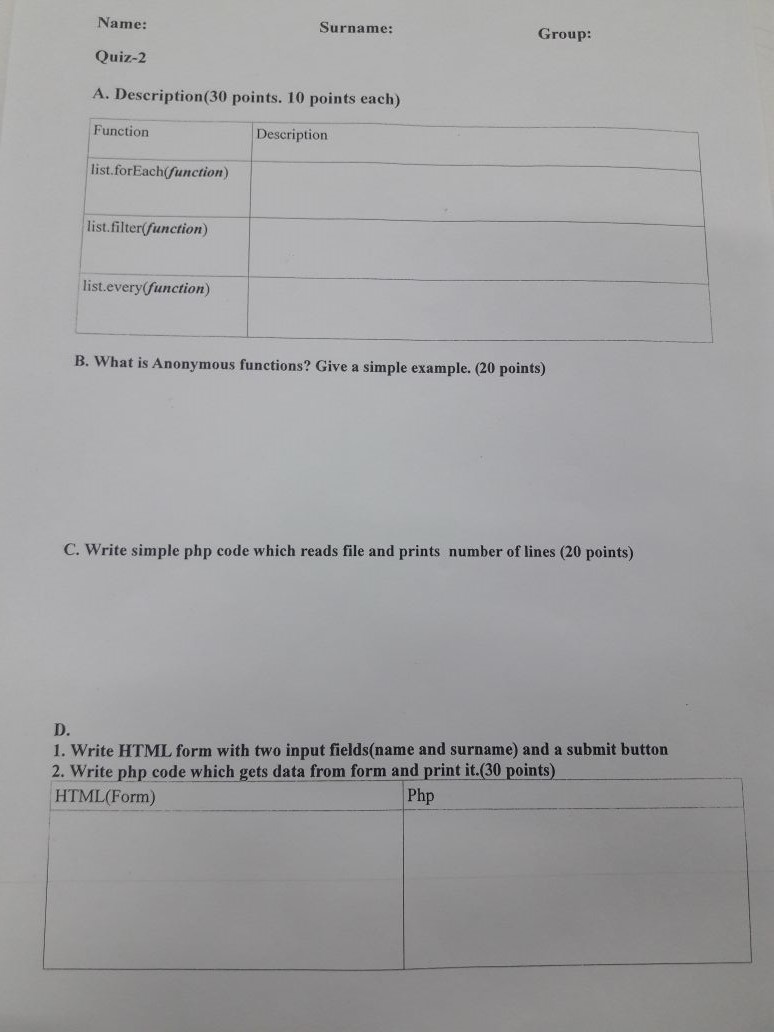 Name: Surname: Group:
Quiz-2
A. Description(30 points. 10 points each)
Function Description
list.forEach(function)
list.filter(function)
list.every(function)
B. What is Anonymous functions? Give a simple example. (20 points)
C. Write simple php code which reads file and prints number of lines (20 points)
D.
1. Write HTML form with two input fields(name and surname) and a submit button
2. Write php code which gets data from form and print it.(30 points)
HTML(Form) Php